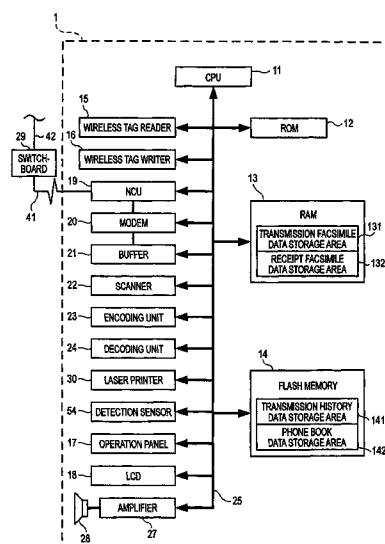 1
CPU
11
15
WIRELESS TAG READER
ROM
12
16
WIRELESS TAG WRITER
42
29
SWITCH-
BOARD
41
19
NCU
20
MODEM
21
BUFFER
13
RAM
TRANSMISSION FACSIMILE
DATA STORAGE AREA
131
RECEIPT FACSIMILE
DATA STORAGE AREA
132
22
SCANNER
23
ENCODING UNIT
24
DECODING UNIT
30
LASER PRINTER
54
DETECTION SENSOR
17
OPERATION PANEL
18
LCD
14
FLASH MEMORY
TRANSMISSION HISTORY
DATA STORAGE AREA
141
PHONE BOOK
DATA STORAGE AREA
142
25
AMPLIFIER
28
27